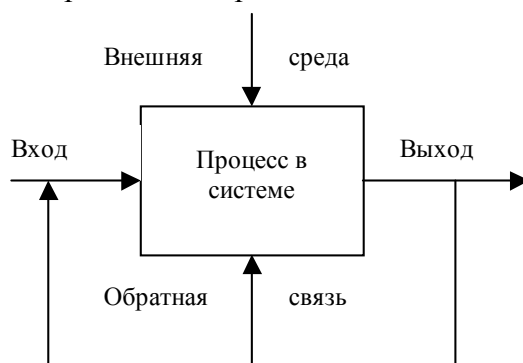 Внешняя среда
Вход
Процесс в
системе
Выход
Обратная связь